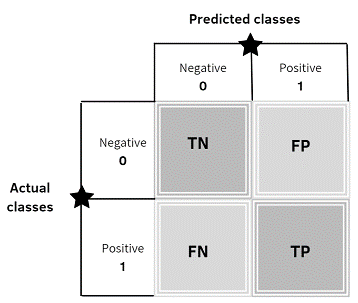 Predicted classes
Negative Positive
0 1
Negative
0
TN FP
Actual
classes
Positive
1
FN TP